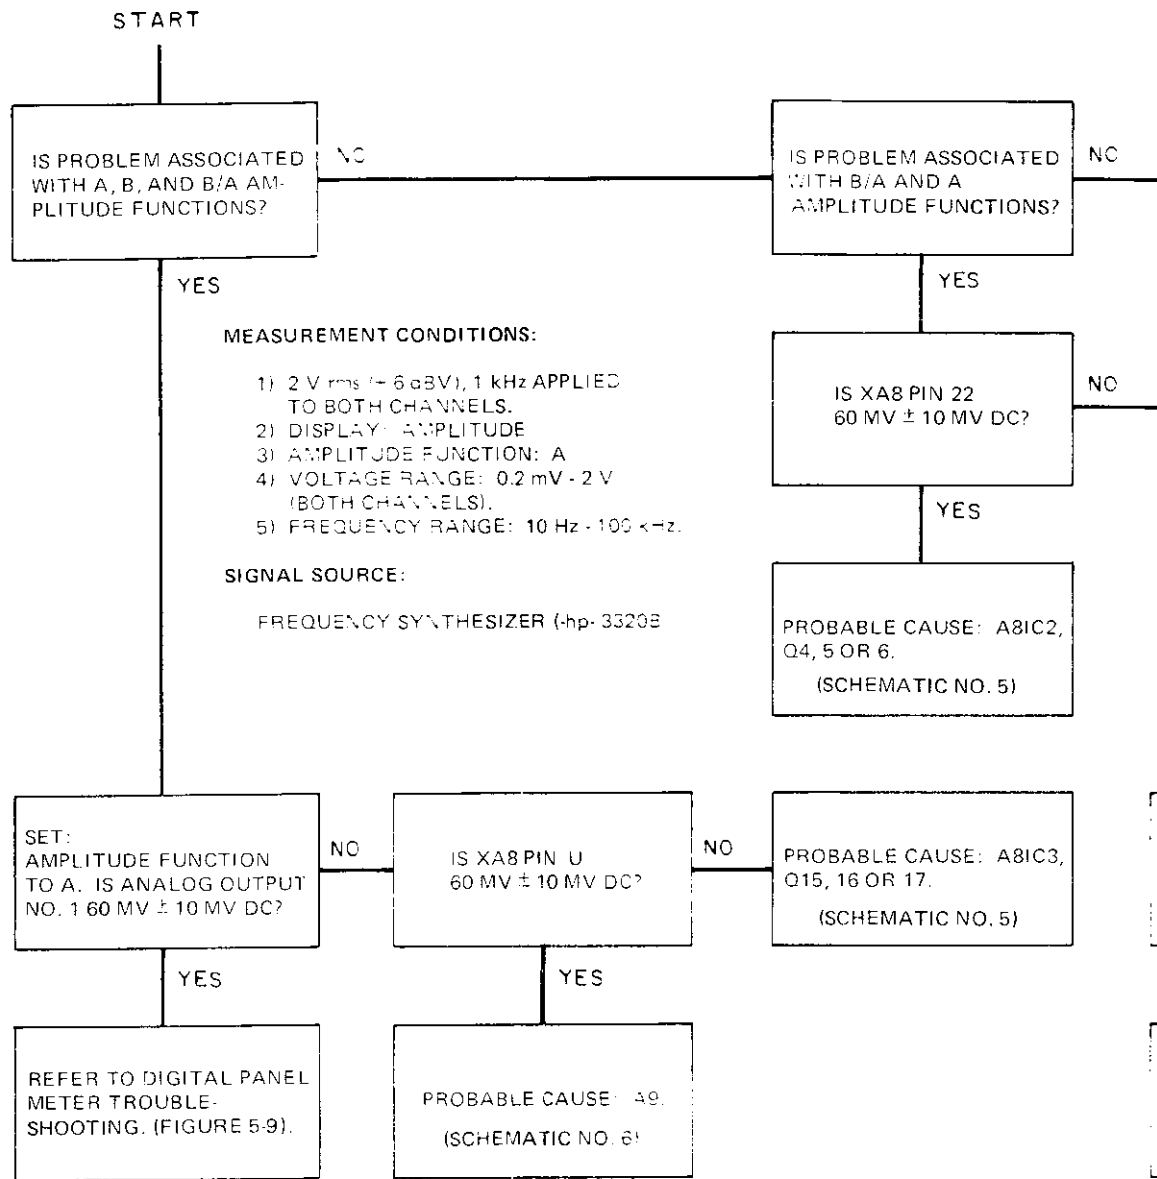 START
IS PROBLEM ASSOCIATED
WITH A, B, AND B/A AM-
PLITUDE FUNCTIONS?
NO
YES
IS PROBLEM ASSOCIATED
WITH B/A AND A
AMPLITUDE FUNCTIONS?
NO
YES
MEASUREMENT CONDITIONS:
1) 2 V rms (+ 6 dBV), 1 kHz APPLIED
TO BOTH CHANNELS.
2) DISPLAY: AMPLITUDE
3) AMPLITUDE FUNCTION: A
4) VOLTAGE RANGE: 0.2 mV - 2 V
(BOTH CHANNELS).
5) FREQUENCY RANGE: 10 Hz - 100 kHz.
SIGNAL SOURCE:
FREQUENCY SYNTHESIZER (-hp- 3320B
IS XA8 PIN 22
60 MV ± 10 MV DC?
NO
YES
PROBABLE CAUSE: A8IC2,
Q4, 5 OR 6.
(SCHEMATIC NO. 5)
SET:
AMPLITUDE FUNCTION
TO A. IS ANALOG OUTPUT
NO. 1 60 MV ± 10 MV DC?
NO
YES
IS XA8 PIN U
60 MV ± 10 MV DC?
NO
YES
PROBABLE CAUSE: A8IC3,
Q15, 16 OR 17.
(SCHEMATIC NO. 5)
REFER TO DIGITAL PANEL
METER TROUBLE-
SHOOTING. (FIGURE 5-9).
PROBABLE CAUSE: A9.
(SCHEMATIC NO. 6)